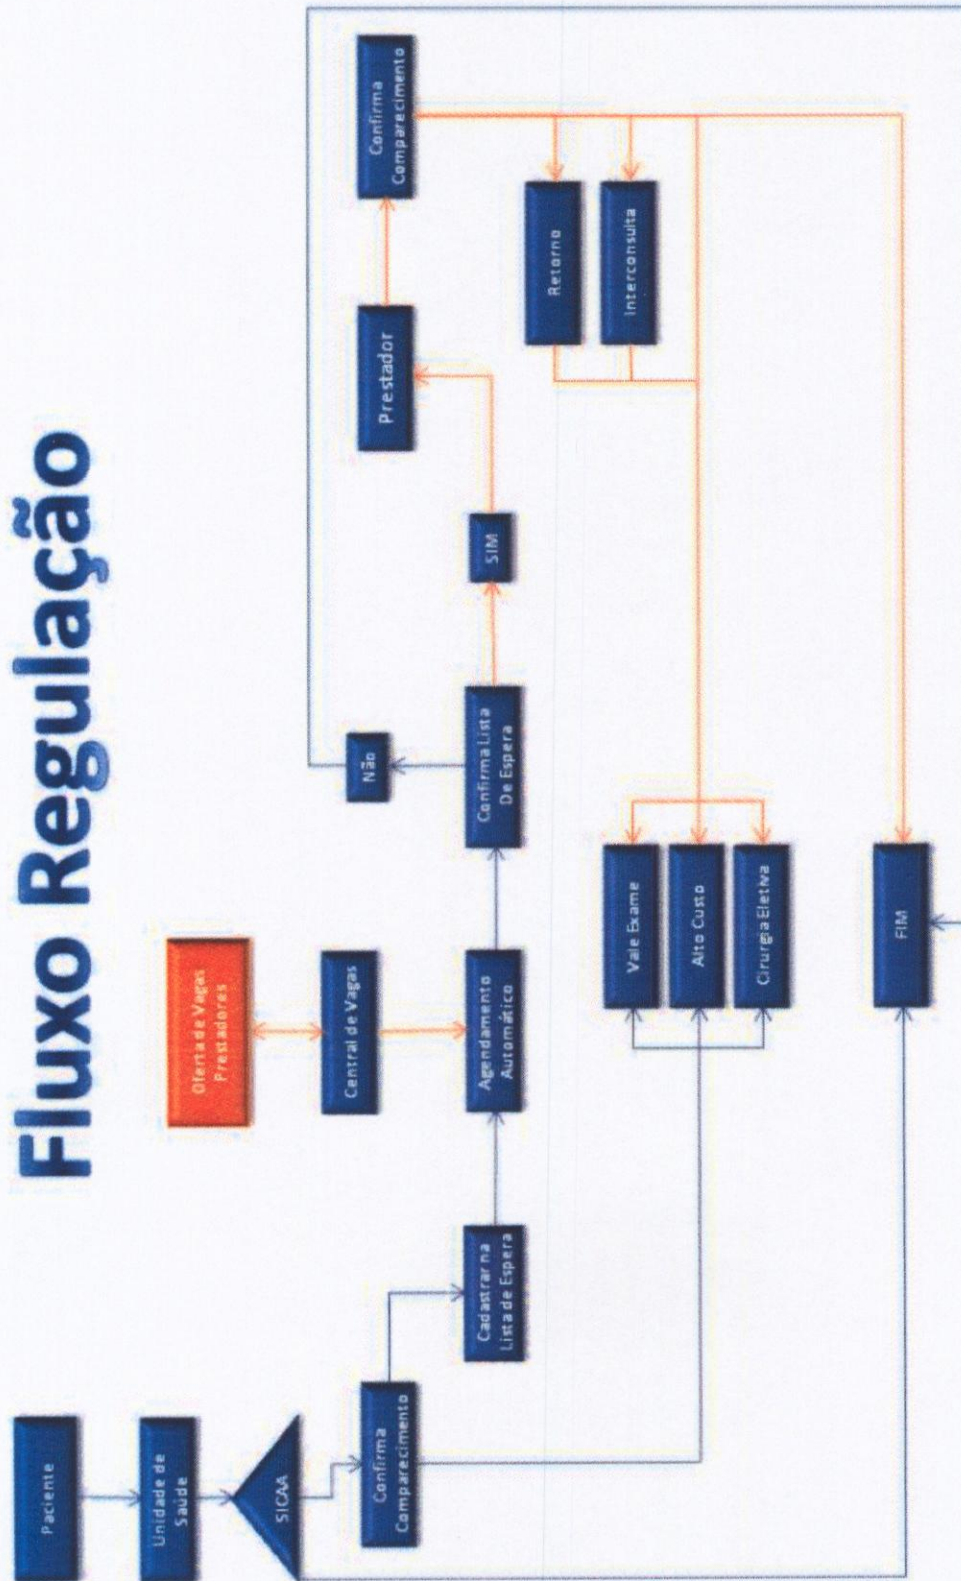 Fluxo Regulação
Paciente
Unidade de
Saúde
SICAA
Confirma
Comparecimento
Cadastrar na
Lista de Espera
Oferta de Vagas
Prestadores
Central de Vagas
Agendamento
Automático
Confirma Lista
De Espera
Não
SIM
Prestador
Confirma
Comparecimento
Retorno
Interconsulta
Vale Exame
Alto Custo
Cirurgia Eletiva
FIM